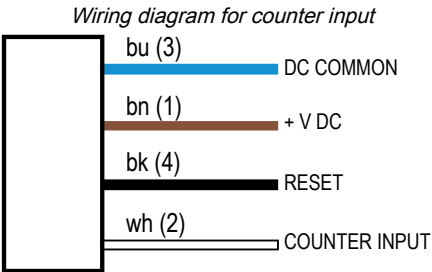 Wiring diagram for counter input
bu (3)
DC COMMON
bn (1)
+ V DC
bk (4)
RESET
wh (2)
COUNTER INPUT